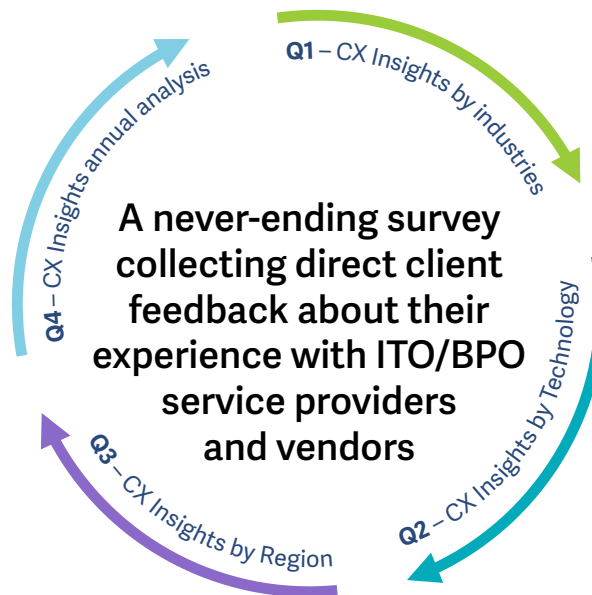 Q1 – CX Insights by industries
Q2 – CX Insights by Technology
Q3 – CX Insights by Region
Q4 – CX Insights annual analysis
A never-ending survey
collecting direct client
feedback about their
experience with ITO/BPO
service providers
and vendors